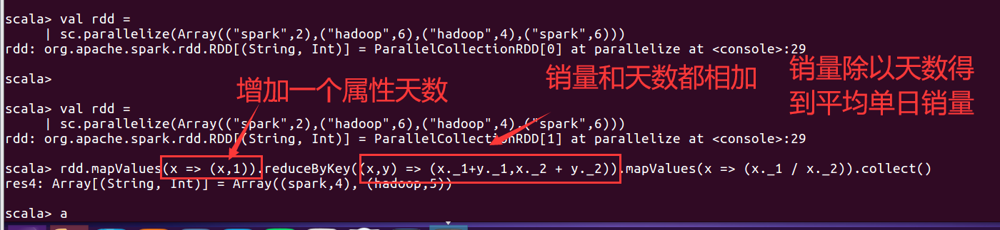 scala> val rdd =
| sc.parallelize(Array(("spark",2),("hadoop",6),("hadoop",4),("spark",6)))
rdd: org.apache.spark.rdd.RDD[(String, Int)] = ParallelCollectionRDD[0] at parallelize at <console>:29
scala>
增加一个属性天数
销量和天数都相加
销量除以天数得
到平均单日销量
scala> val rdd =
| sc.parallelize(Array(("spark",2),("hadoop",6),("hadoop",4),("spark",6)))
rdd: org.apache.spark.rdd.RDD[(String, Int)] = ParallelCollectionRDD[1] at parallelize at <console>:29
scala> rdd.mapValues(x => (x,1)).reduceByKey((x,y) => (x._1+y._1,x._2 + y._2)).mapValues(x => (x._1 / x._2)).collect()
res4: Array[(String, Int)] = Array((spark,4), (hadoop,5))
scala> a